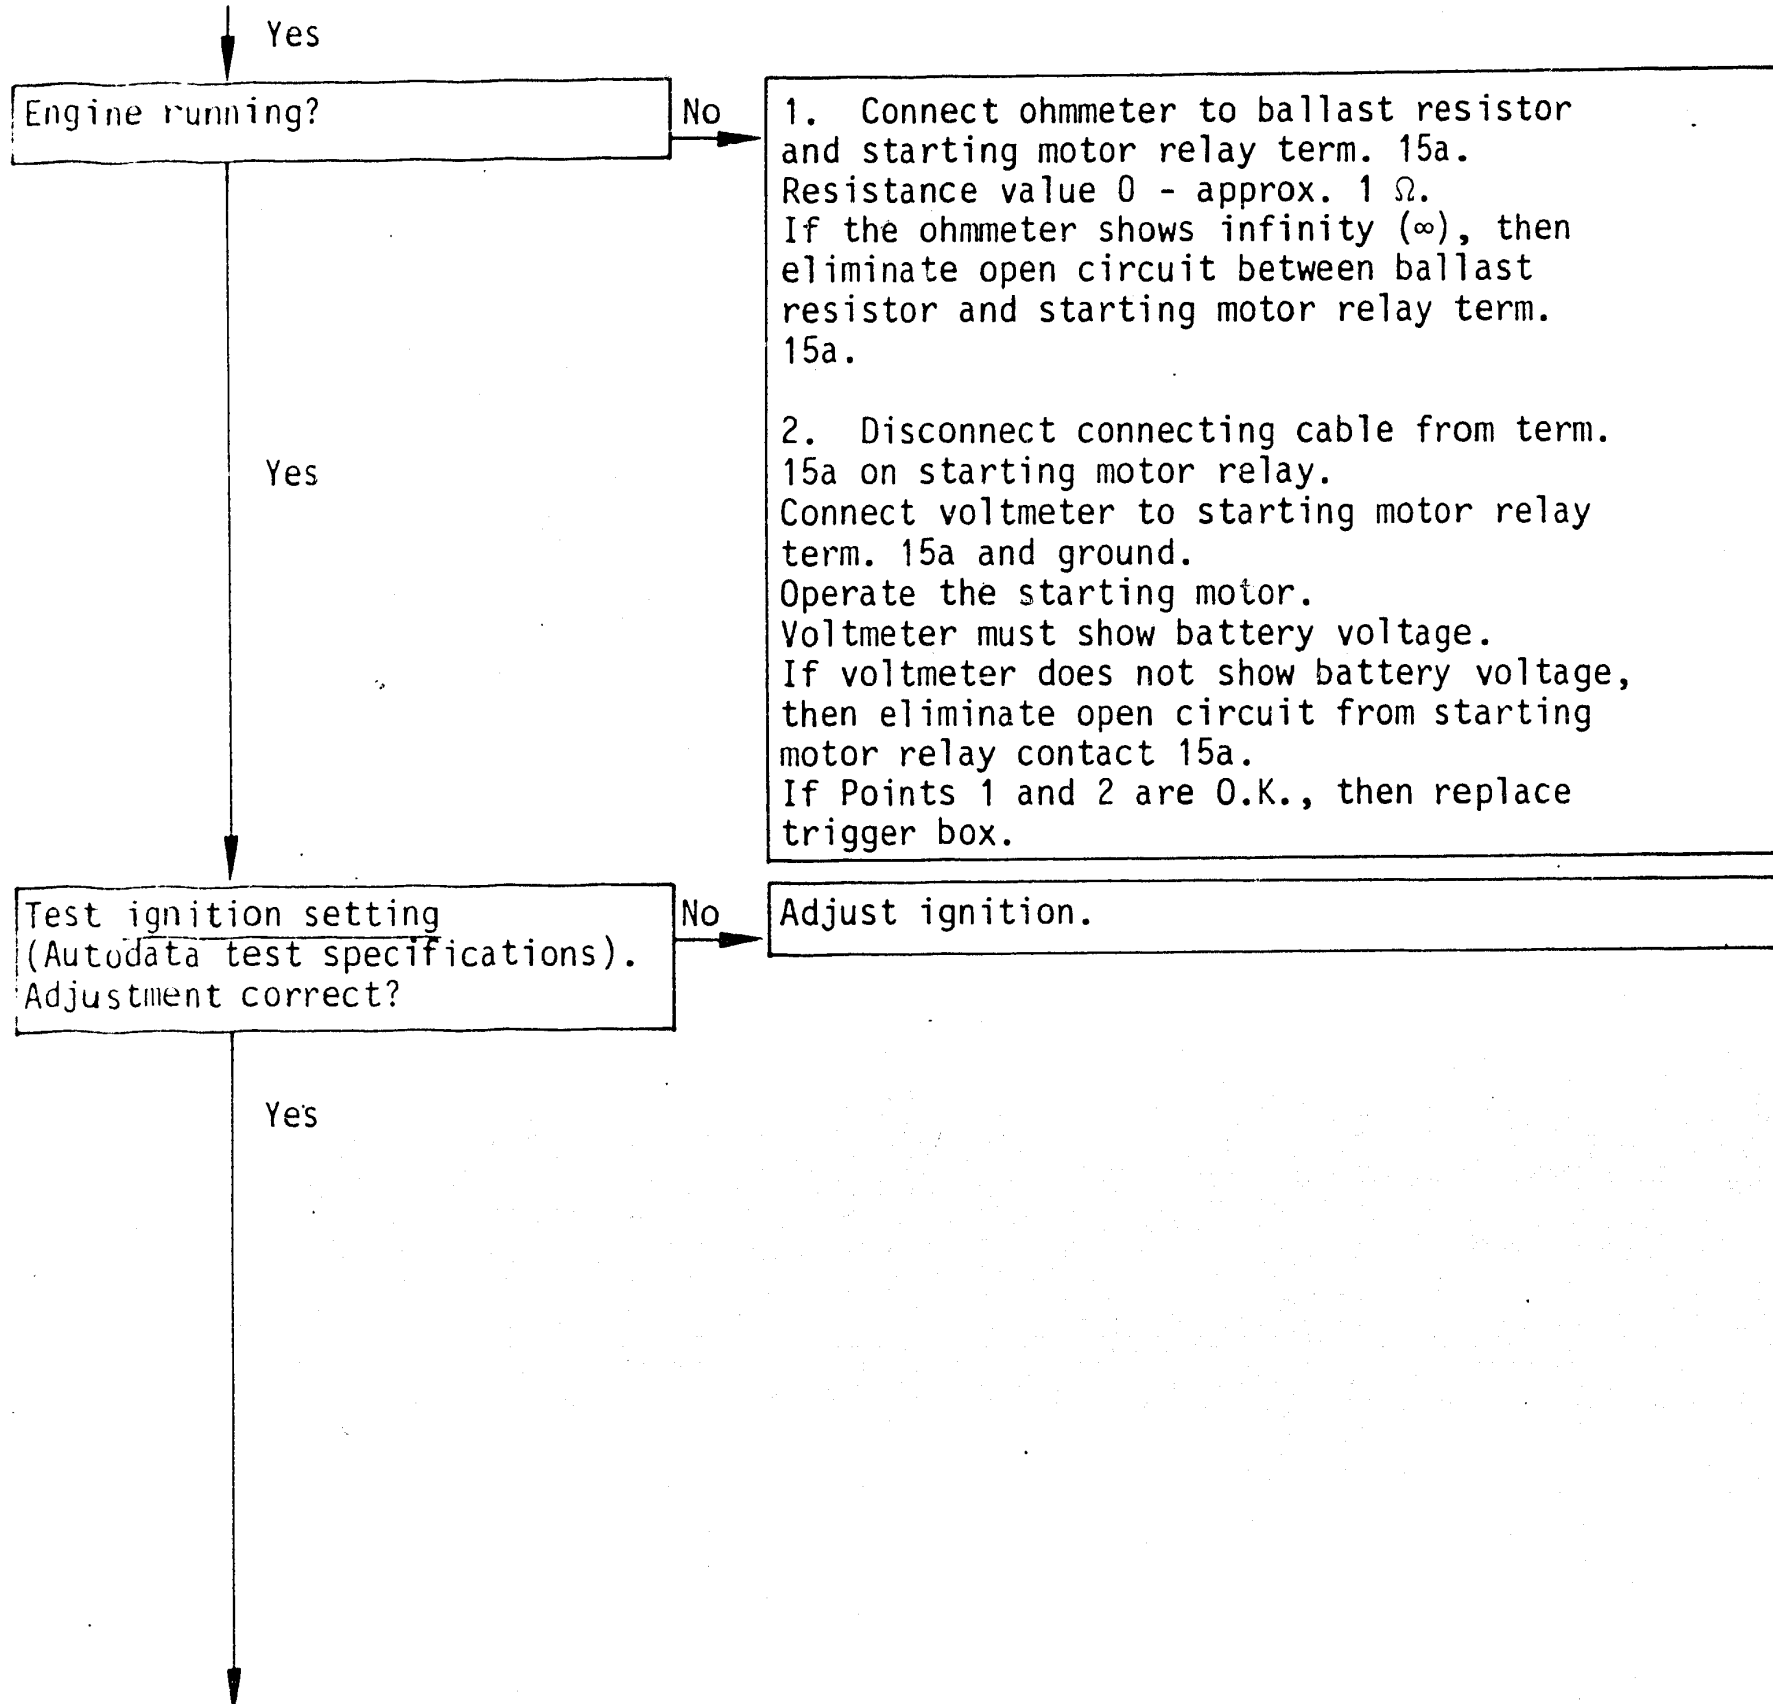 Yes
Engine running?
No
1. Connect ohmmeter to ballast resistor
and starting motor relay term. 15a.
Resistance value 0 - approx. 1 Ω.
If the ohmmeter shows infinity (∞), then
eliminate open circuit between ballast
resistor and starting motor relay term.
15a.
2. Disconnect connecting cable from term.
15a on starting motor relay.
Connect voltmeter to starting motor relay
term. 15a and ground.
Operate the starting motor.
Voltmeter must show battery voltage.
If voltmeter does not show battery voltage,
then eliminate open circuit from starting
motor relay contact 15a.
If Points 1 and 2 are O.K., then replace
trigger box.
Yes
Test ignition setting
(Autodata test specifications).
Adjustment correct?
No
Adjust ignition.
Yes